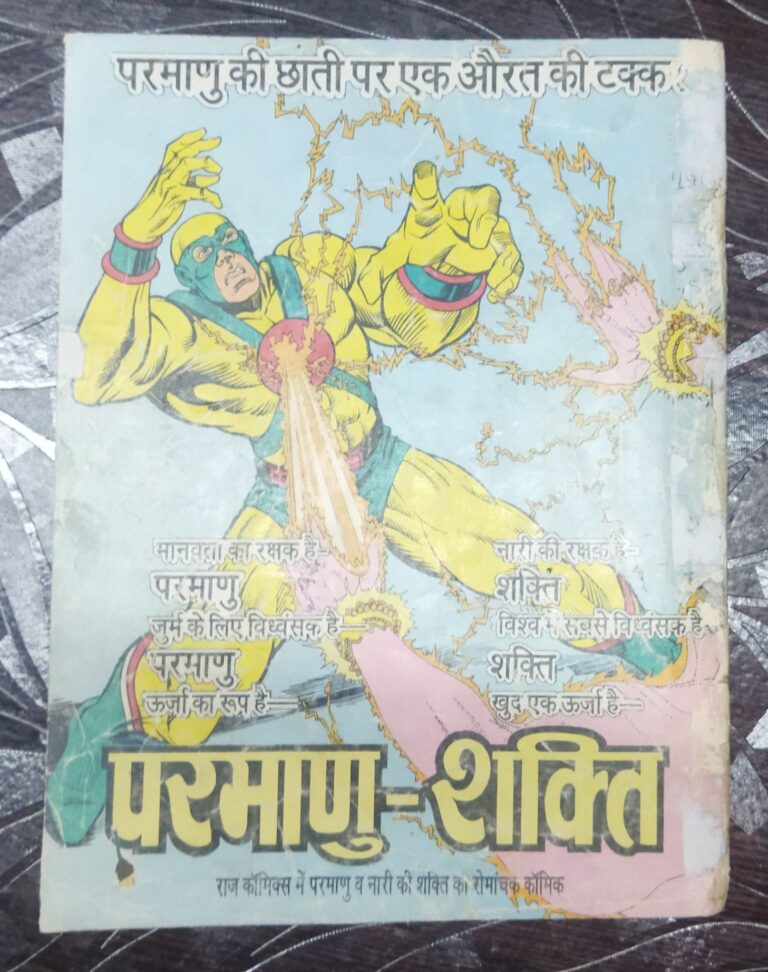 परमाणु की छाती पर एक औरत की टक्क
मानवता का रक्षक है-
परमाणु
जुर्म के लिए विध्वंसक है—
परमाणु
ऊर्जा का रूप है—
नारी की रक्षक है-
शक्ति
विश्व में सबसे विध्वंसक है—
शक्ति
खुद एक ऊर्जा है—
परमाणु-शक्ति
राज कॉमिक्स में परमाणु व नारी की शक्ति का रोमांचक कॉमिक